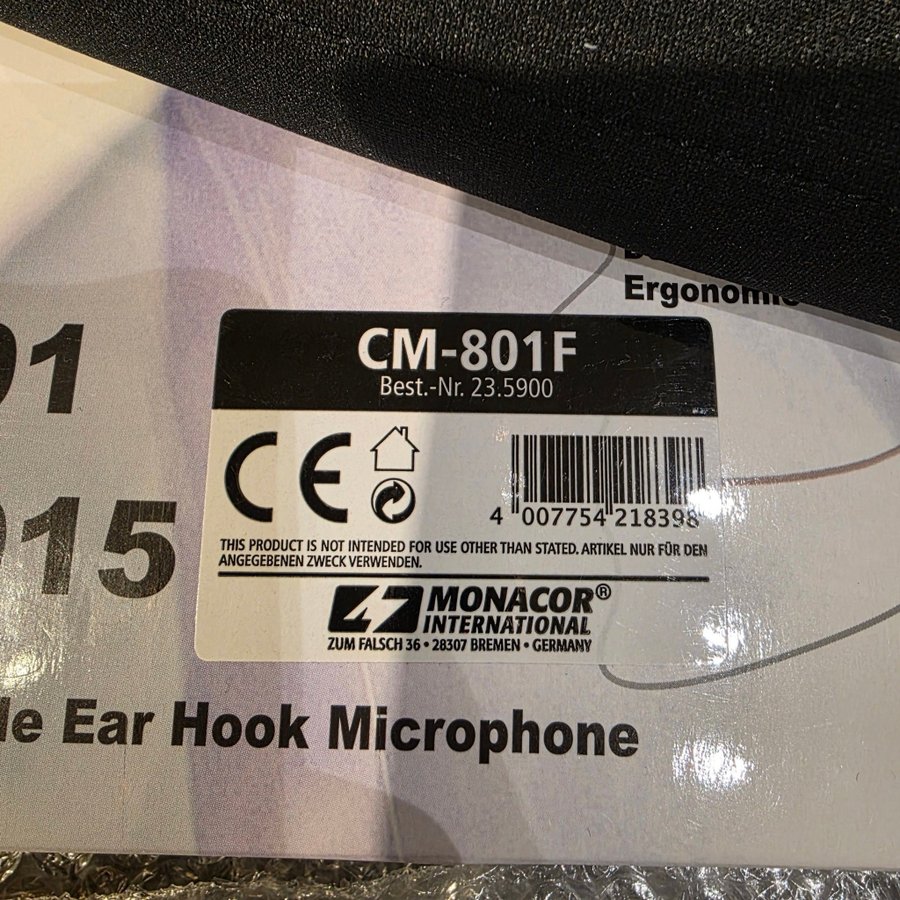 Ergonomic
CM-801F
Best.-Nr. 23.5900
CE
4 007754 218398
THIS PRODUCT IS NOT INTENDED FOR USE OTHER THAN STATED. ARTIKEL NUR FÜR DEN
ANGEGEBENEN ZWECK VERWENDEN.
MONACOR®
INTERNATIONAL
ZUM FALSCH 36 • 28307 BREMEN • GERMANY
01
915
le Ear Hook Microphone